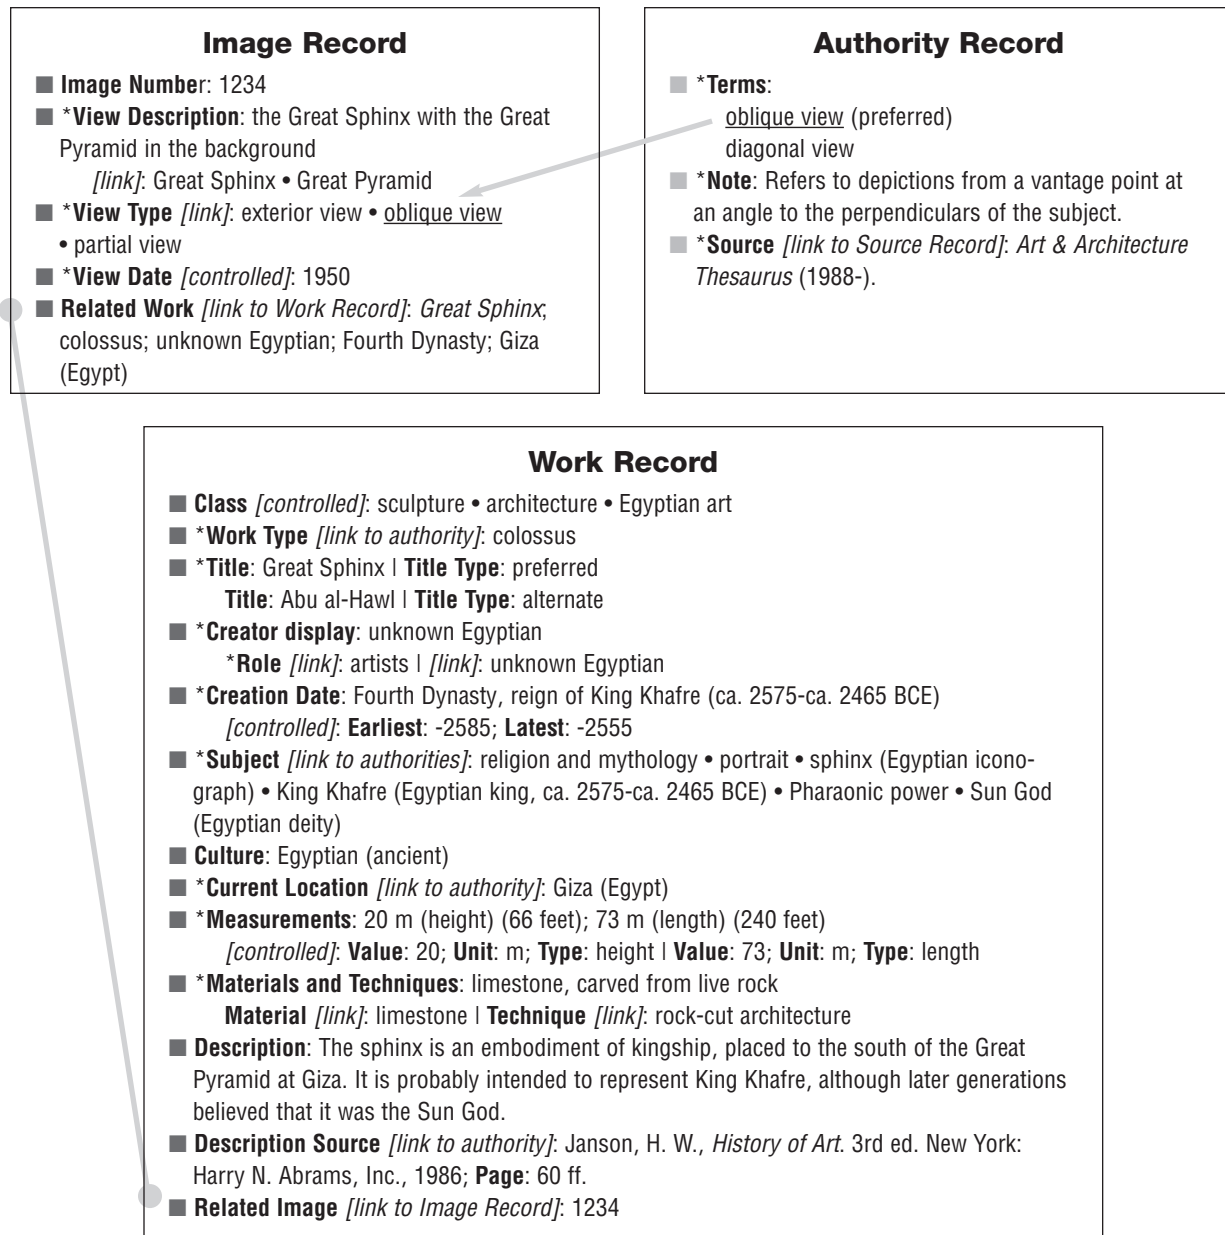 Image Record
■ Image Number: 1234
■ *View Description: the Great Sphinx with the Great
Pyramid in the background
[link]: Great Sphinx • Great Pyramid
■ *View Type [link]: exterior view • oblique view
• partial view
■ *View Date [controlled]: 1950
■ Related Work [link to Work Record]: Great Sphinx;
colossus; unknown Egyptian; Fourth Dynasty; Giza
(Egypt)
Authority Record
■ *Terms:
oblique view (preferred)
diagonal view
■ *Note: Refers to depictions from a vantage point at
an angle to the perpendiculars of the subject.
■ *Source [link to Source Record]: Art & Architecture
Thesaurus (1988-).
Work Record
■ Class [controlled]: sculpture • architecture • Egyptian art
■ *Work Type [link to authority]: colossus
■ *Title: Great Sphinx | Title Type: preferred
Title: Abu al-Hawl | Title Type: alternate
■ *Creator display: unknown Egyptian
*Role [link]: artists | [link]: unknown Egyptian
■ *Creation Date: Fourth Dynasty, reign of King Khafre (ca. 2575-ca. 2465 BCE)
[controlled]: Earliest: -2585; Latest: -2555
■ *Subject [link to authorities]: religion and mythology • portrait • sphinx (Egyptian icono-
graph) • King Khafre (Egyptian king, ca. 2575-ca. 2465 BCE) • Pharaonic power • Sun God
(Egyptian deity)
■ Culture: Egyptian (ancient)
■ *Current Location [link to authority]: Giza (Egypt)
■ *Measurements: 20 m (height) (66 feet); 73 m (length) (240 feet)
[controlled]: Value: 20; Unit: m; Type: height | Value: 73; Unit: m; Type: length
■ *Materials and Techniques: limestone, carved from live rock
Material [link]: limestone | Technique [link]: rock-cut architecture
■ Description: The sphinx is an embodiment of kingship, placed to the south of the Great
Pyramid at Giza. It is probably intended to represent King Khafre, although later generations
believed that it was the Sun God.
■ Description Source [link to authority]: Janson, H. W., History of Art. 3rd ed. New York:
Harry N. Abrams, Inc., 1986; Page: 60 ff.
■ Related Image [link to Image Record]: 1234